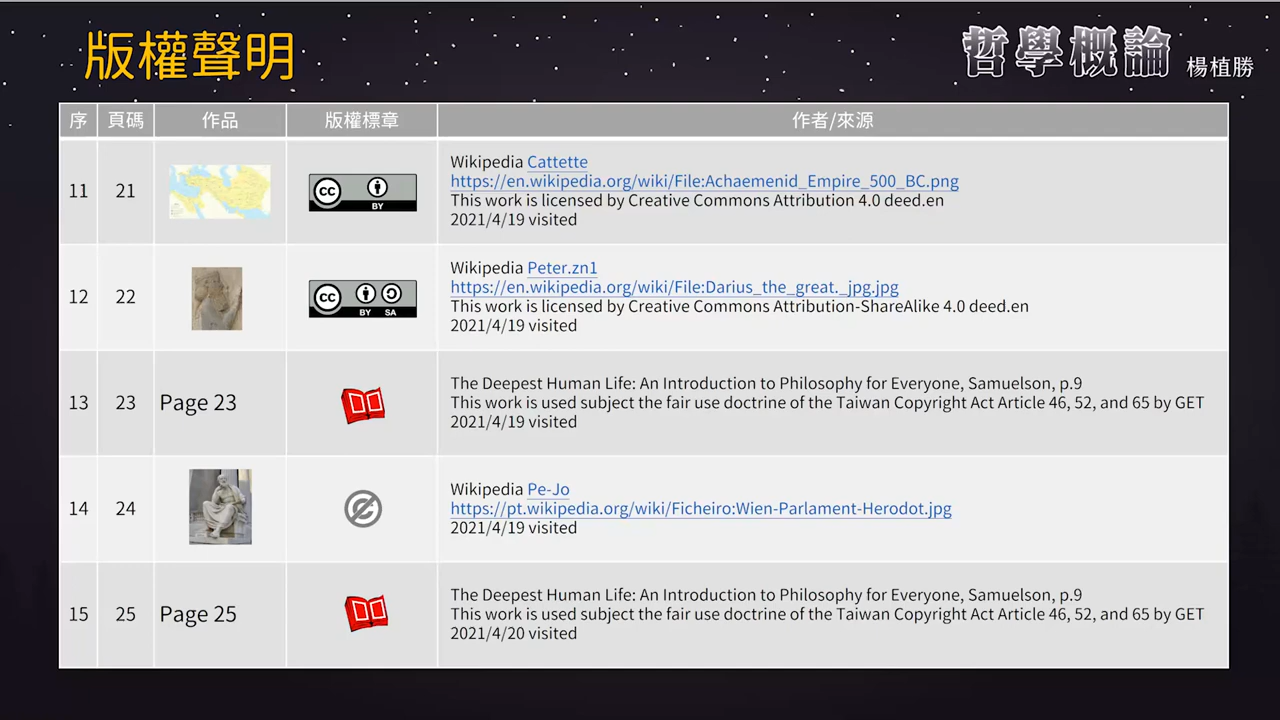 版權聲明
哲學概論 楊植勝
序 頁碼 作品 版權標章 作者/來源
11 21
CC BY
Wikipedia Cattette
https://en.wikipedia.org/wiki/File:Achaemenid_Empire_500_BC.png
This work is licensed by Creative Commons Attribution 4.0 deed.en
2021/4/19 visited
12 22
CC BY SA
Wikipedia Peter.zn1
https://en.wikipedia.org/wiki/File:Darius_the_great._jpg.jpg
This work is licensed by Creative Commons Attribution-ShareAlike 4.0 deed.en
2021/4/19 visited
13 23 Page 23
The Deepest Human Life: An Introduction to Philosophy for Everyone, Samuelson, p.9
This work is used subject the fair use doctrine of the Taiwan Copyright Act Article 46, 52, and 65 by GET
2021/4/19 visited
14 24
Wikipedia Pe-Jo
https://pt.wikipedia.org/wiki/Ficheiro:Wien-Parlament-Herodot.jpg
2021/4/19 visited
15 25 Page 25
The Deepest Human Life: An Introduction to Philosophy for Everyone, Samuelson, p.9
This work is used subject the fair use doctrine of the Taiwan Copyright Act Article 46, 52, and 65 by GET
2021/4/20 visited